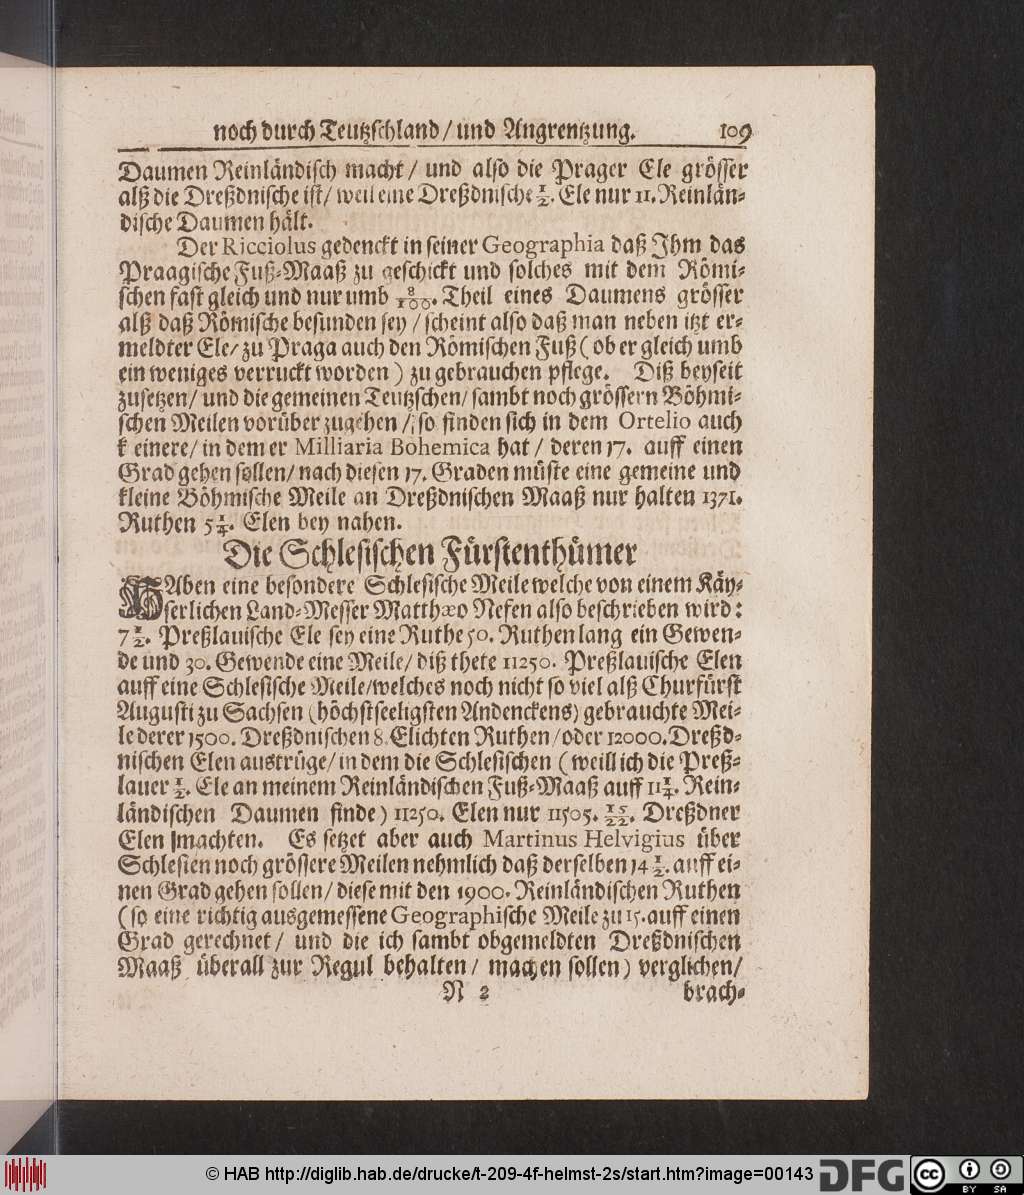 noch durch Teutzschland / und Angrentzung. 109
Daumen Reinländisch macht / und also die Prager Ele grösser
alß die Dreßdnische ist / weil eine Dreßdnische ½. Ele nur 11. Reinlän-
dische Daumen hält.
Der Ricciolus gedenckt in seiner Geographia daß Ihm das
Praagische Fuß-Maaß zu geschickt und solches mit dem Römi-
schen fast gleich und nur umb 8/100. Theil eines Daumens grösser
alß daß Römische befunden sey / scheint also daß man neben itzt er-
meldter Ele / zu Praga auch den Römischen Fuß ( ob er gleich umb
ein weniges verruckt worden ) zu gebrauchen pflege. Diß beyseit
zusetzen / und die gemeinen Teutzschen / sambt noch grössern Böhmi-
schen Meilen vorüber zugehen / so finden sich in dem Ortelio auch
k einere / in dem er Milliaria Bohemica hat / deren 17. auff einen
Grad gehen sollen / nach diesen 17. Graden müste eine gemeine und
kleine Böhmische Meile an Dreßdnischen Maaß nur halten 1371.
Ruthen 5¼. Elen bey nahen.
Die Schlesischen Fürstenthümer
HAben eine besondere Schlesische Meile welche von einem Käy-
serlichen Land-Messer Matthæo Nefen also beschrieben wird:
7½. Preßlauische Ele sey eine Ruthe 50. Ruthen lang ein Gewen-
de und 30. Gewende eine Meile / diß thete 11250. Preßlauische Elen
auff eine Schlesische Meile / welches noch nicht so viel alß Churfürst
Augusti zu Sachsen (höchstseeligsten Andenckens) gebrauchte Mei-
le derer 1500. Dreßdnischen 8. Elichten Ruthen / oder 12000. Dreßd-
nischen Elen austrüge / in dem die Schlesischen ( weill ich die Preß-
lauer ½. Ele an meinem Reinländischen Fuß-Maaß auff 11¼. Rein-
ländischen Daumen finde ) 11250. Elen nur 11505. 15/22. Dreßdner
Elen machten. Es setzet aber auch Martinus Helvigius über
Schlesien noch grössere Meilen nehmlich daß derselben 14½. auff ei-
nen Grad gehen sollen / diese mit den 1900. Reinländischen Ruthen
( so eine richtig ausgemessene Geographische Meile zu 15. auff einen
Grad gerechnet / und die ich sambt obgemeldten Dreßdnischen
Maaß überall zur Regul behalten / machen sollen ) verglichen /
N 2 brach-
© HAB http://diglib.hab.de/drucke/t-209-4f-helmst-2s/start.htm?image=00143 DFG cc BY SA